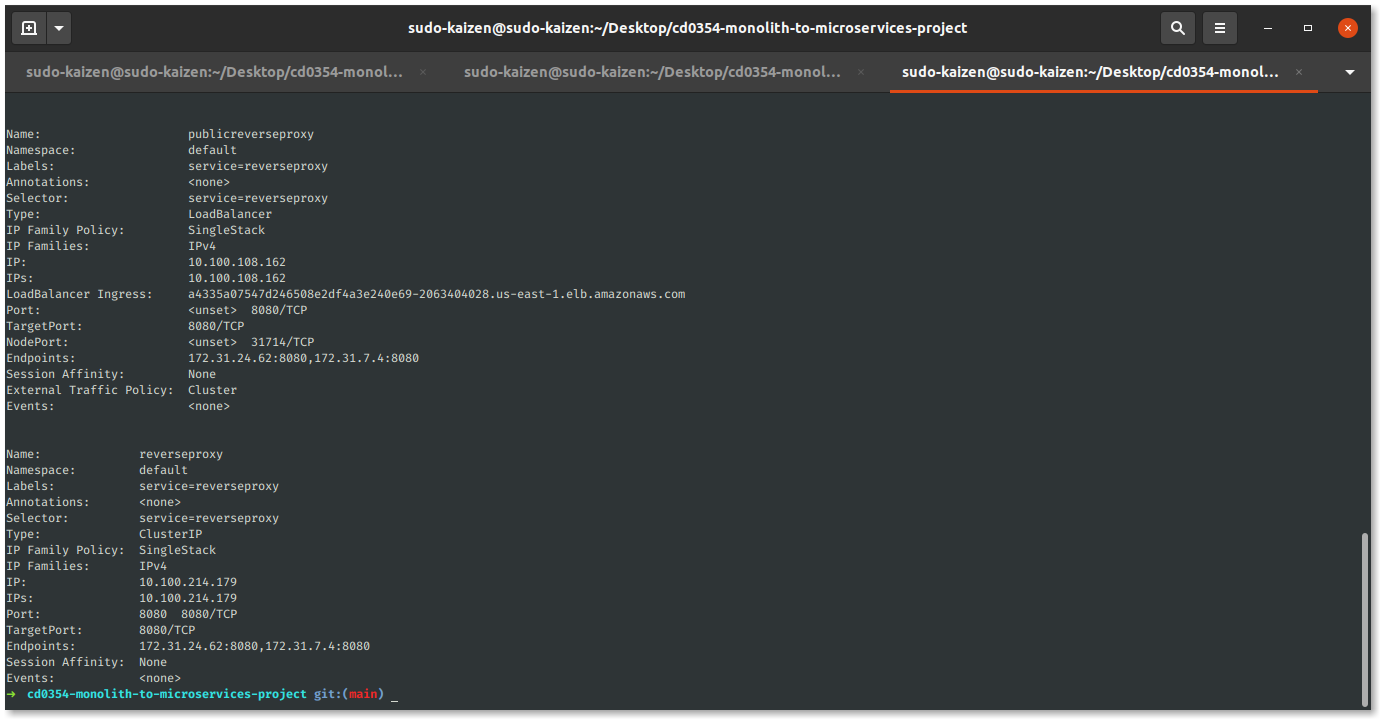 sudo-kaizen@sudo-kaizen:~/Desktop/cd0354-monolith-to-microservices-project
sudo-kaizen@sudo-kaizen:~/Desktop/cd0354-monol... × sudo-kaizen@sudo-kaizen:~/Desktop/cd0354-monol... × sudo-kaizen@sudo-kaizen:~/Desktop/cd0354-monol... ×
Name:                     publicreverseproxy
Namespace:                default
Labels:                   service=reverseproxy
Annotations:              <none>
Selector:                 service=reverseproxy
Type:                     LoadBalancer
IP Family Policy:         SingleStack
IP Families:              IPv4
IP:                       10.100.108.162
IPs:                      10.100.108.162
LoadBalancer Ingress:     a4335a07547d246508e2df4a3e240e69-2063404028.us-east-1.elb.amazonaws.com
Port:                     <unset>  8080/TCP
TargetPort:               8080/TCP
NodePort:                 <unset>  31714/TCP
Endpoints:                172.31.24.62:8080,172.31.7.4:8080
Session Affinity:         None
External Traffic Policy:  Cluster
Events:                   <none>
Name:              reverseproxy
Namespace:         default
Labels:            service=reverseproxy
Annotations:       <none>
Selector:          service=reverseproxy
Type:              ClusterIP
IP Family Policy:  SingleStack
IP Families:       IPv4
IP:                10.100.214.179
IPs:               10.100.214.179
Port:              8080  8080/TCP
TargetPort:        8080/TCP
Endpoints:         172.31.24.62:8080,172.31.7.4:8080
Session Affinity:  None
Events:            <none>
➜  cd0354-monolith-to-microservices-project git:(main) _